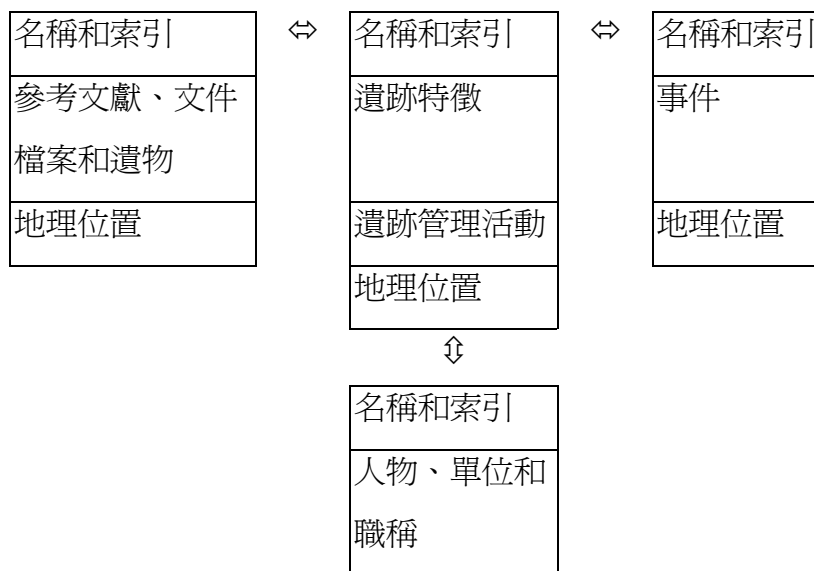 名稱和索引
參考文獻、文件
檔案和遺物
地理位置
⇔
名稱和索引
遺跡特徵
遺跡管理活動
地理位置
⇔
名稱和索引
事件
地理位置
⇕
名稱和索引
人物、單位和
職稱